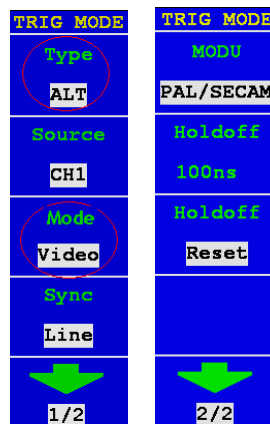 TRIG MODE
Type
ALT
Source
CH1
Mode
Video
Sync
Line
1/2
TRIG MODE
MODU
PAL/SECAM
Holdoff
100ns
Holdoff
Reset
2/2